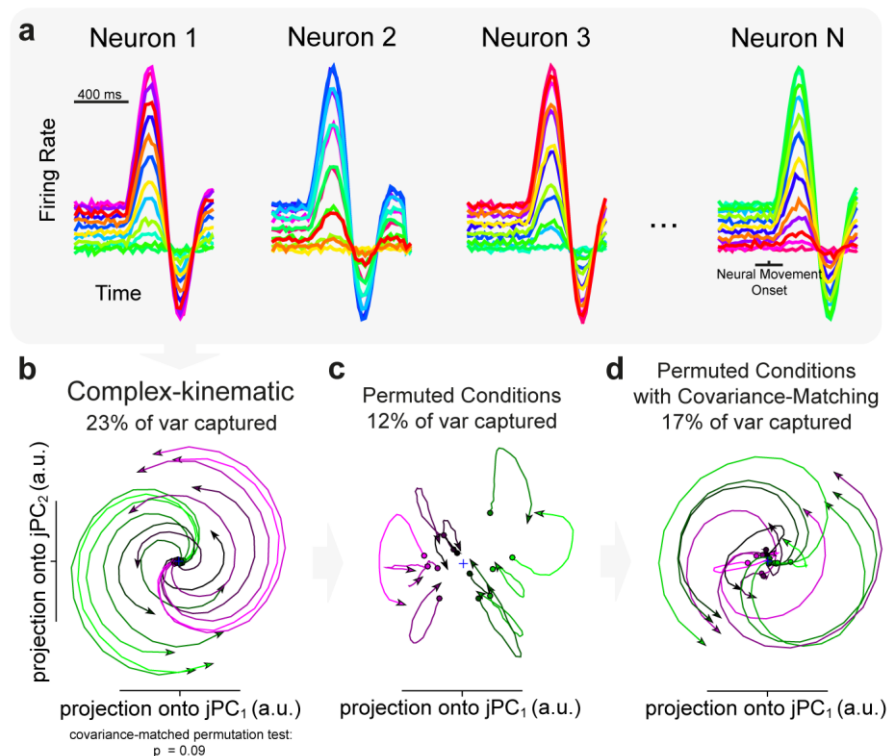 a
Neuron 1
Neuron 2
Neuron 3
Neuron N
400 ms
Firing Rate
...
Time
Neural Movement
Onset
b
Complex-kinematic
23% of var captured
projection onto jPC₂ (a.u.)
projection onto jPC₁ (a.u.)
covariance-matched permutation test:
p = 0.09
c
Permuted Conditions
12% of var captured
projection onto jPC₁ (a.u.)
d
Permuted Conditions
with Covariance-Matching
17% of var captured
projection onto jPC₁ (a.u.)